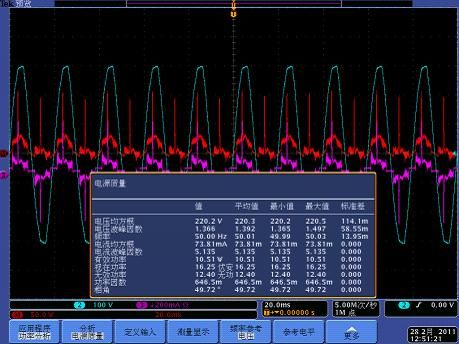 Tek 预览
电源质量
值 平均值 最小值 最大值 标准差
电压均方根 220.2 V 220.3 220.2 220.5 114.1m
电压波峰因数 1.366 1.392 1.365 1.497 58.55m
频率 50.00 Hz 50.01 49.99 50.03 13.95m
电流均方根 73.81mA 73.81m 73.81m 73.81m 0.000
电流波峰因数 5.135 5.135 5.135 5.135 0.000
有效功率 10.51 W 10.51 10.51 10.51 0.000
视在功率 16.25 伏安 16.25 16.25 16.25 0.000
无效功率 12.40 无功 12.40 12.40 12.40 0.000
功率因数 646.5m 646.5m 646.5m 646.5m 0.000
相角 49.72 ° 49.72 49.72 49.72 0.000
2 100 V 200mA Ω 20.0ms 5.00M次/秒 2 0.00 V
50.0V 20.0ms 0.00000 s 1M 点
应用程序 功率分析
分析 电源质量
定义输入
测量显示
频率参考 电压
参考电平
更多
28 2月 2011
12:51:21